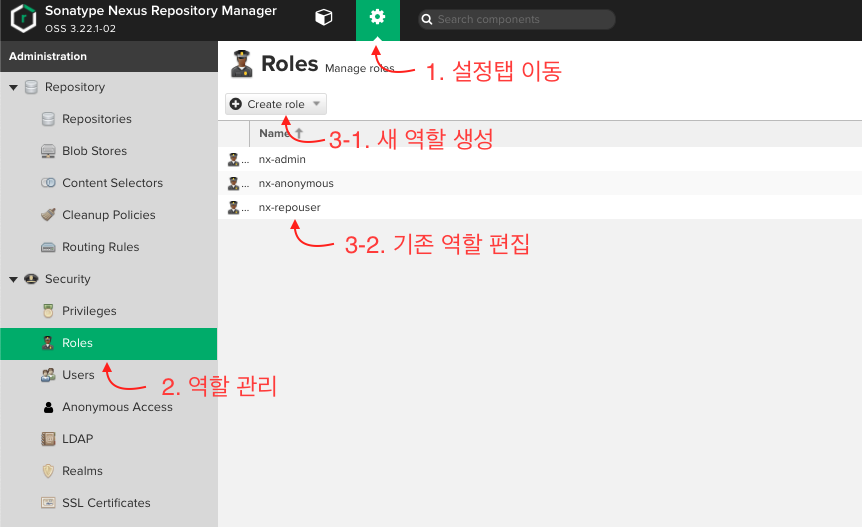 Sonatype Nexus Repository Manager
OSS 3.22.1-02
Search components
Administration
Repository
Repositories
Blob Stores
Content Selectors
Cleanup Policies
Routing Rules
Security
Privileges
Roles
Users
Anonymous Access
LDAP
Realms
SSL Certificates
Roles Manage roles
1. 설정탭 이동
Create role
Name
3-1. 새 역할 생성
... nx-admin
... nx-anonymous
... nx-repouser
3-2. 기존 역할 편집
2. 역할 관리